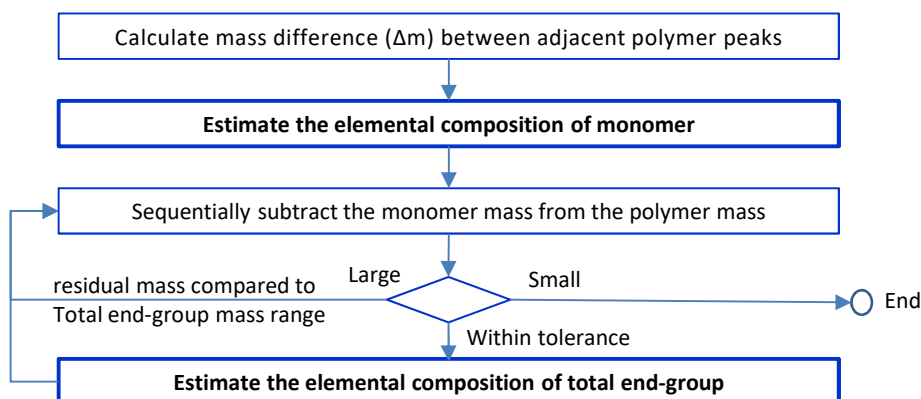 Calculate mass difference (Δm) between adjacent polymer peaks
Estimate the elemental composition of monomer
Sequentially subtract the monomer mass from the polymer mass
Large
Small
residual mass compared to
Total end-group mass range
End
Within tolerance
Estimate the elemental composition of total end-group